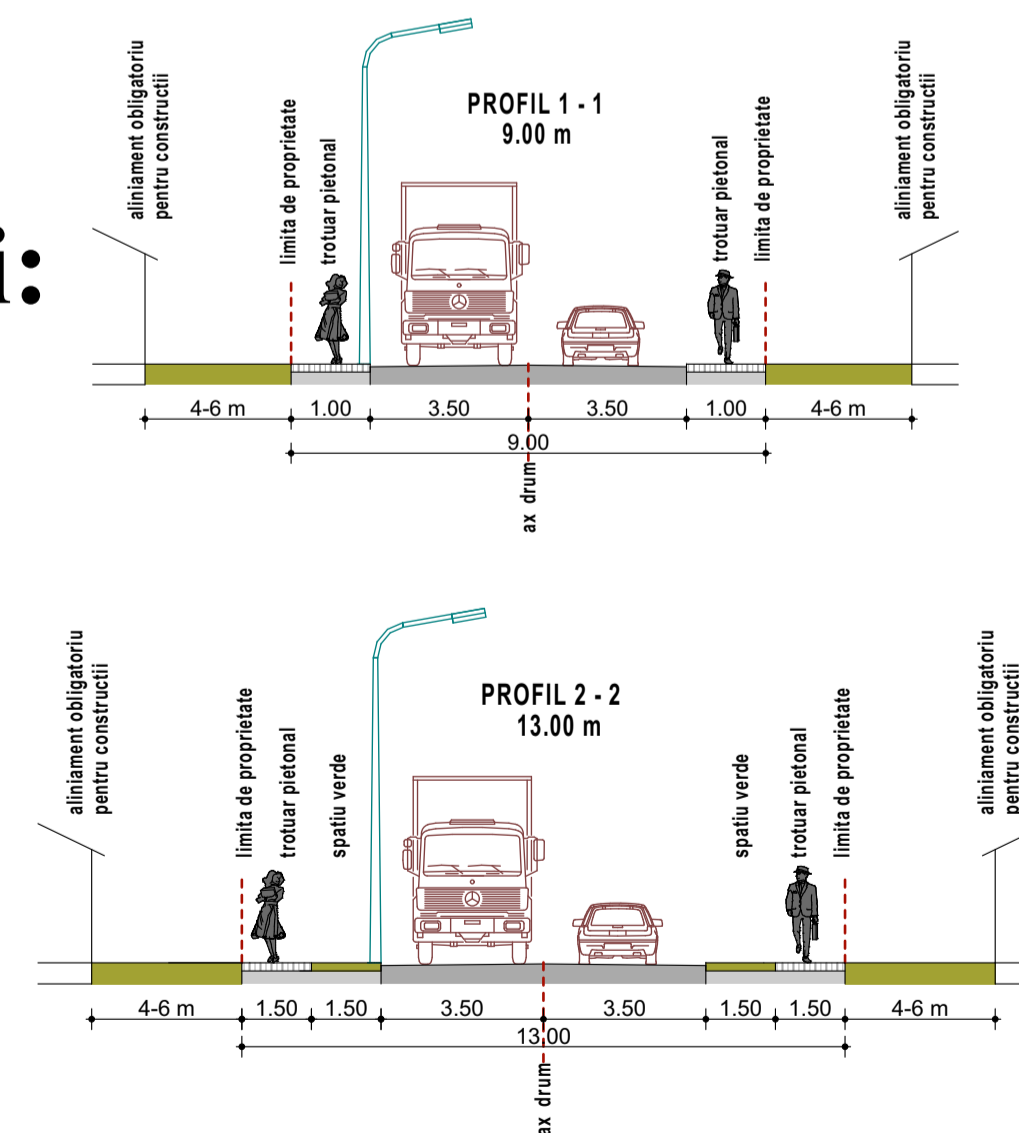 i:
PROFIL 1 - 1
9.00 m
aliniament obligatoriu
pentru constructii
limita de proprietate
trotuar pietonal
trotuar pietonal
limita de proprietate
aliniament obligatoriu
pentru constructii
4-6 m 1.00 3.50 3.50 1.00 4-6 m
9.00
ax drum
PROFIL 2 - 2
13.00 m
aliniament obligatoriu
pentru constructii
limita de proprietate
trotuar pietonal
spatiu verde
spatiu verde
trotuar pietonal
limita de proprietate
aliniament obligatoriu
pentru constructii
4-6 m 1.50 1.50 3.50 3.50 1.50 1.50 4-6 m
13.00
ax drum